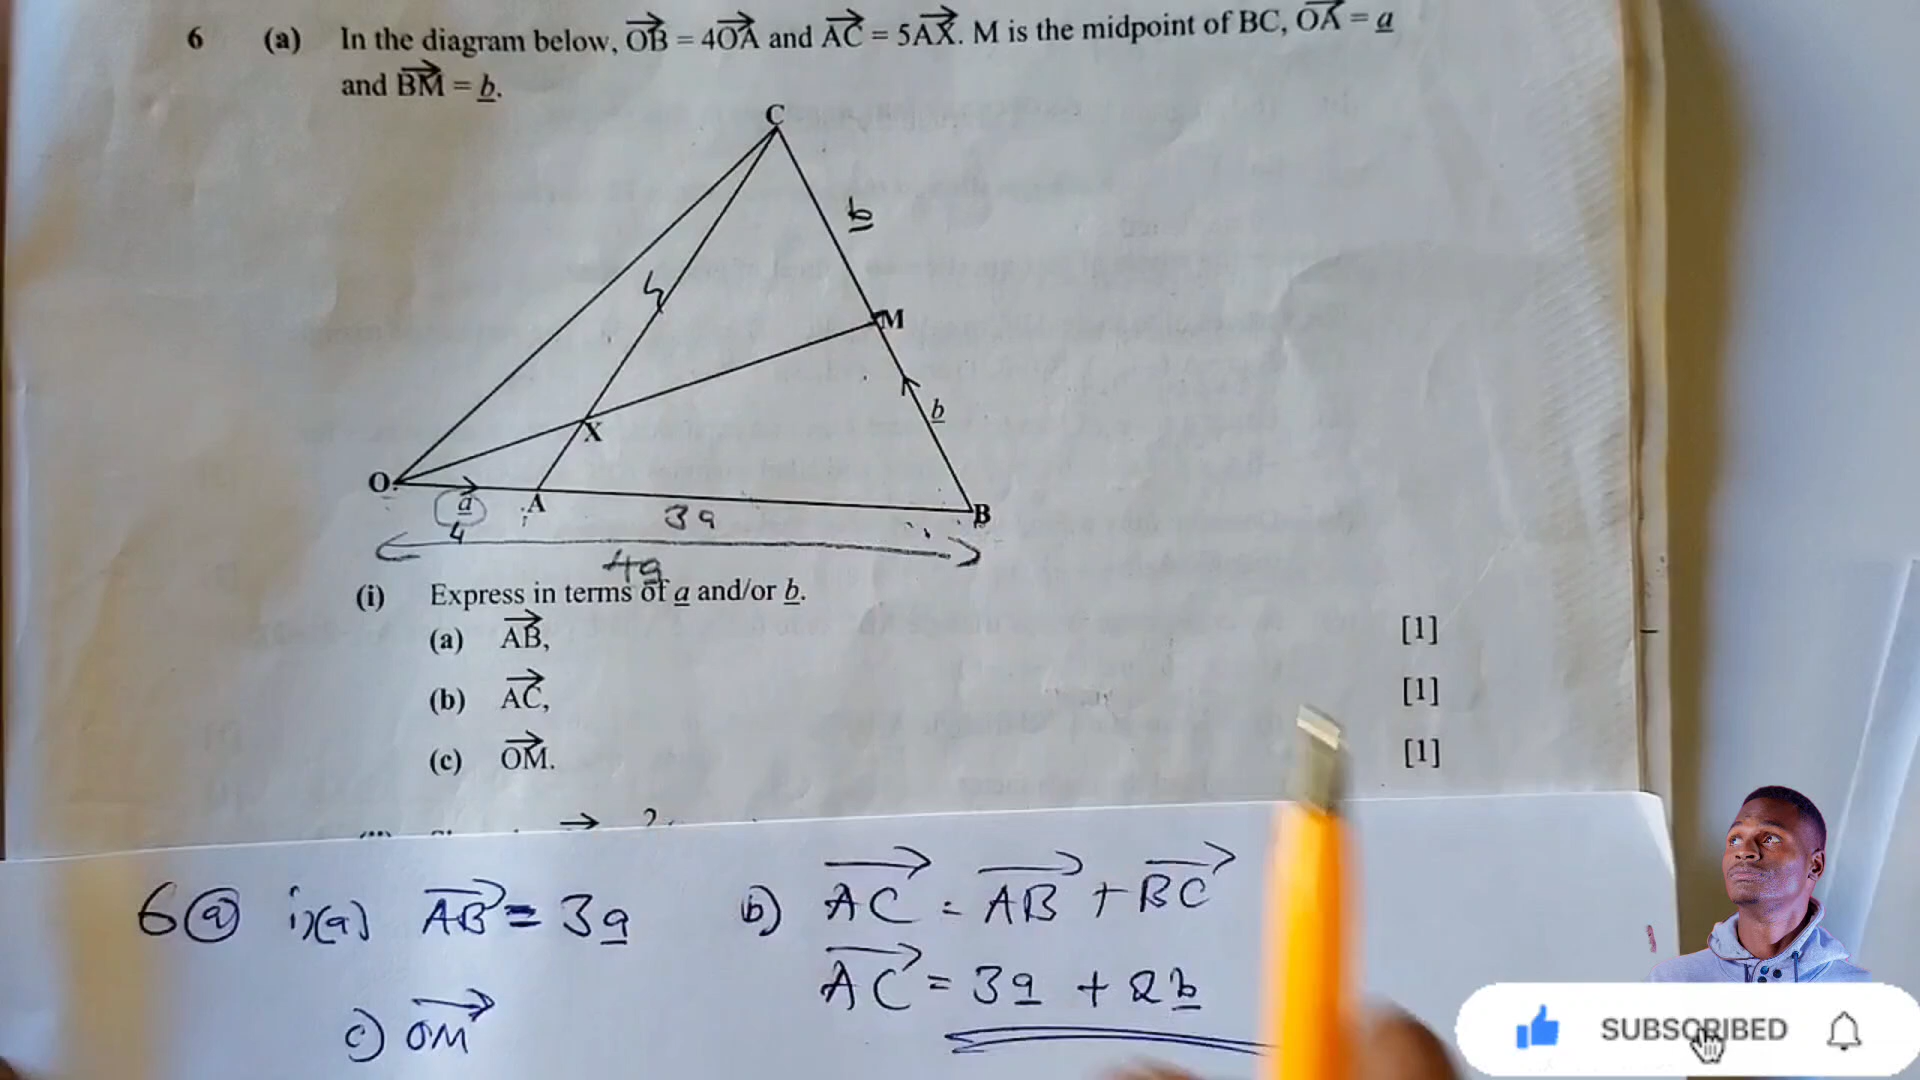 6 (a) In the diagram below, OB = 4OA and AC = 5AX. M is the midpoint of BC, OA = a
and BM = b.
C
b
4
M
b
X
O
a
A
3a
B
4
4a
(i) Express in terms of a and/or b.
(a) AB, [1]
(b) AC, [1]
(c) OM. [1]
6(a) i)(a) AB = 3a
b) AC = AB + BC
AC = 3a + 2b
c) OM
SUBSCRIBED